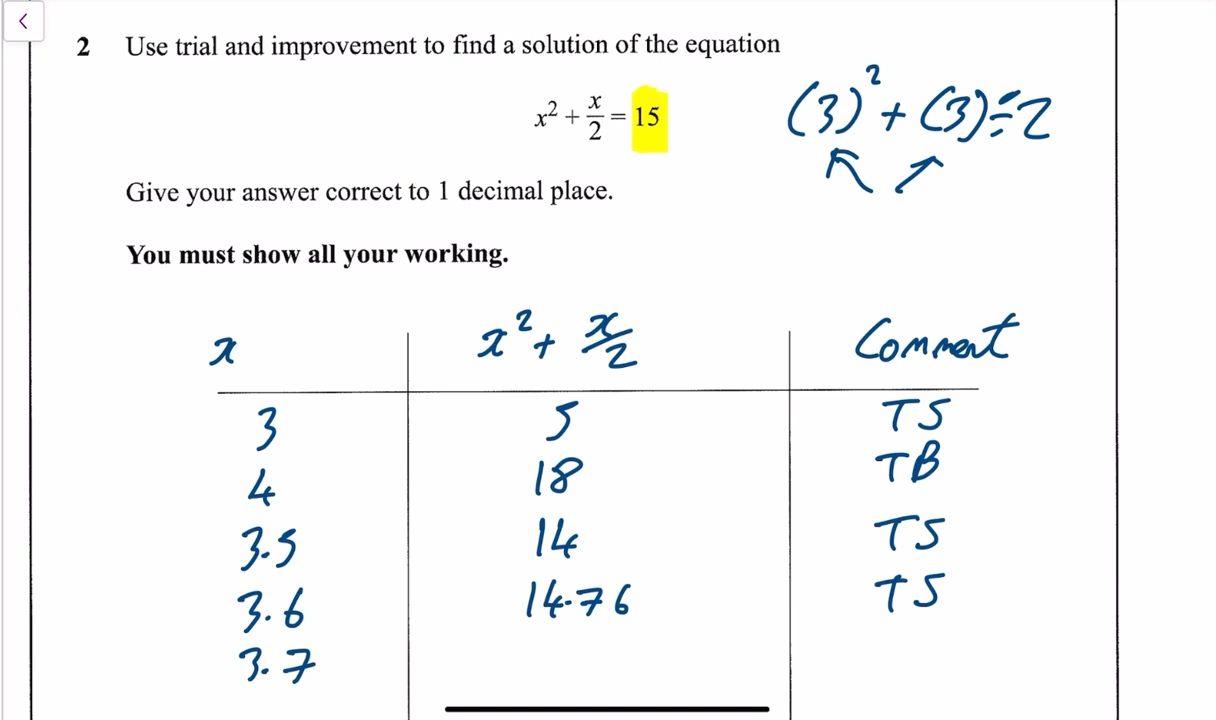 2 Use trial and improvement to find a solution of the equation
x² + x/2 = 15
(3)² + (3)÷2
Give your answer correct to 1 decimal place.
You must show all your working.
x x² + x/2 Comment
3 5 TS
4 18 TB
3.5 14 TS
3.6 14.76 TS
3.7